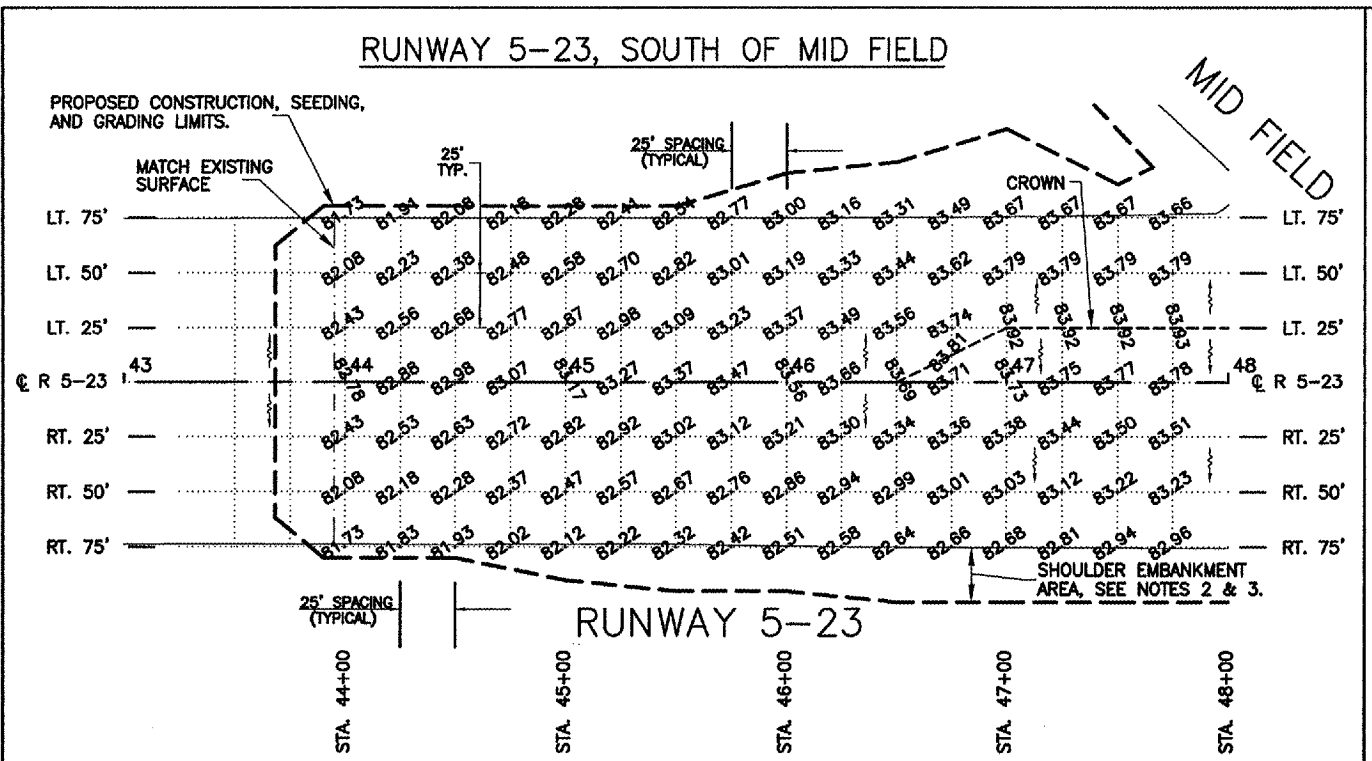 RUNWAY 5-23, SOUTH OF MID FIELD
MID FIELD
PROPOSED CONSTRUCTION, SEEDING,
AND GRADING LIMITS.
MATCH EXISTING
SURFACE
25'
TYP.
25' SPACING
(TYPICAL)
CROWN
LT. 75' 81.73 81.91 82.08 82.18 82.28 82.41 82.54 82.77 83.00 83.16 83.31 83.49 83.67 83.67 83.67 83.66 LT. 75'
LT. 50' 82.08 82.23 82.38 82.48 82.58 82.70 82.82 83.01 83.19 83.33 83.44 83.62 83.79 83.79 83.79 83.79 LT. 50'
LT. 25' 82.43 82.56 82.68 82.77 82.87 82.98 83.09 83.23 83.37 83.49 83.56 83.74 83.92 83.92 83.92 83.93 LT. 25'
83.81
℄ R 5-23 43 44 82.78 82.88 82.98 83.07 45 83.17 83.27 83.37 83.47 46 83.56 83.66 83.69 83.71 47 83.73 83.75 83.77 83.78 48 ℄ R 5-23
RT. 25' 82.43 82.53 82.63 82.72 82.82 82.92 83.02 83.12 83.21 83.30 83.34 83.36 83.38 83.44 83.50 83.51 RT. 25'
RT. 50' 82.08 82.18 82.28 82.37 82.47 82.57 82.67 82.76 82.86 82.94 82.99 83.01 83.03 83.12 83.22 83.23 RT. 50'
RT. 75' 81.73 81.83 81.93 82.02 82.12 82.22 82.32 82.42 82.51 82.58 82.64 82.66 82.68 82.81 82.94 82.96 RT. 75'
SHOULDER EMBANKMENT
AREA, SEE NOTES 2 & 3.
25' SPACING
(TYPICAL)
RUNWAY 5-23
STA. 44+00
STA. 45+00
STA. 46+00
STA. 47+00
STA. 48+00